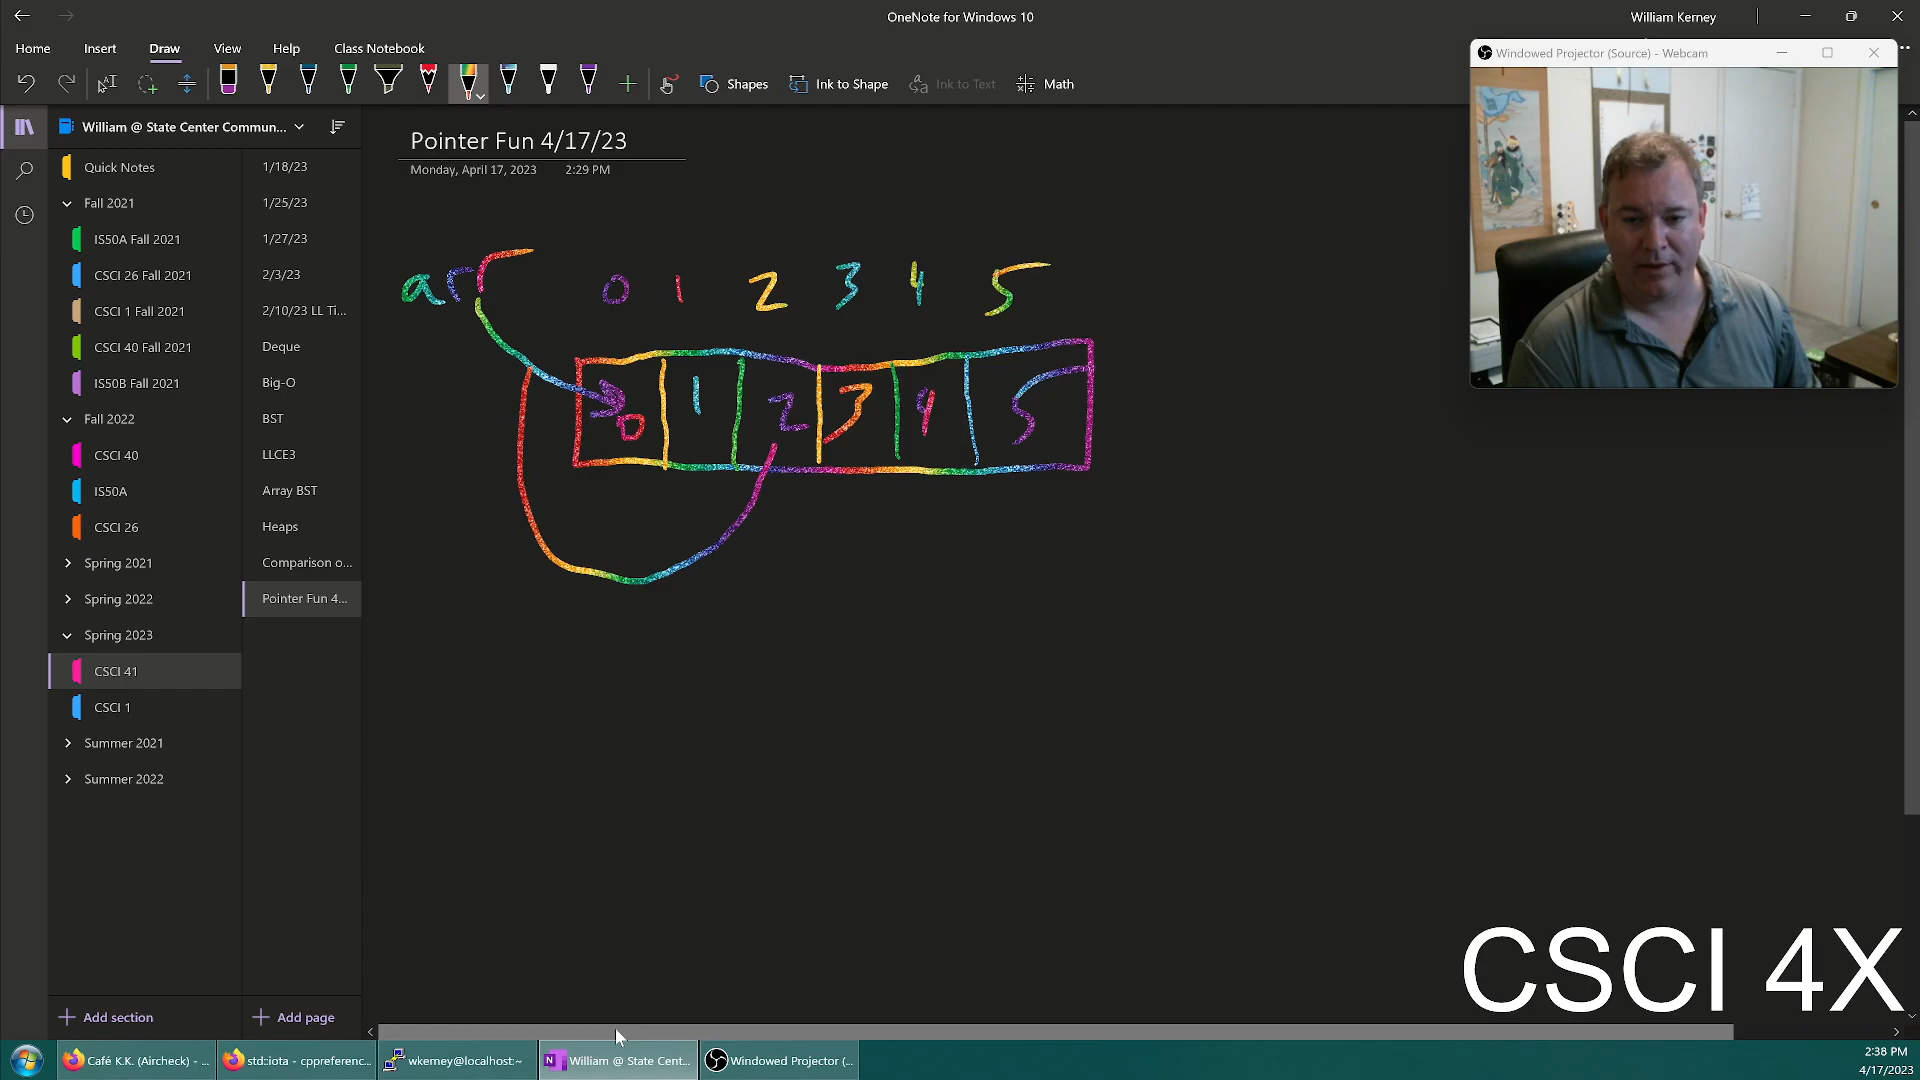 OneNote for Windows 10
William Kerney
Home Insert Draw View Help Class Notebook
Windowed Projector (Source) - Webcam
Shapes Ink to Shape Ink to Text Math
William @ State Center Commun...
Quick Notes
Fall 2021
IS50A Fall 2021
CSCI 26 Fall 2021
CSCI 1 Fall 2021
CSCI 40 Fall 2021
IS50B Fall 2021
Fall 2022
CSCI 40
IS50A
CSCI 26
Spring 2021
Spring 2022
Spring 2023
CSCI 41
CSCI 1
Summer 2021
Summer 2022
Add section
1/18/23
1/25/23
1/27/23
2/3/23
2/10/23 LL Ti...
Deque
Big-O
BST
LLCE3
Array BST
Heaps
Comparison o...
Pointer Fun 4...
Add page
Pointer Fun 4/17/23
Monday, April 17, 2023 2:29 PM
arr 0 1 2 3 4 5
0 1 2 3 4 5
CSCI 4X
Café K.K. (Aircheck) - ...
std::iota - cppreferenc...
wkerney@localhost:~
William @ State Cent...
Windowed Projector (...
2:38 PM
4/17/2023